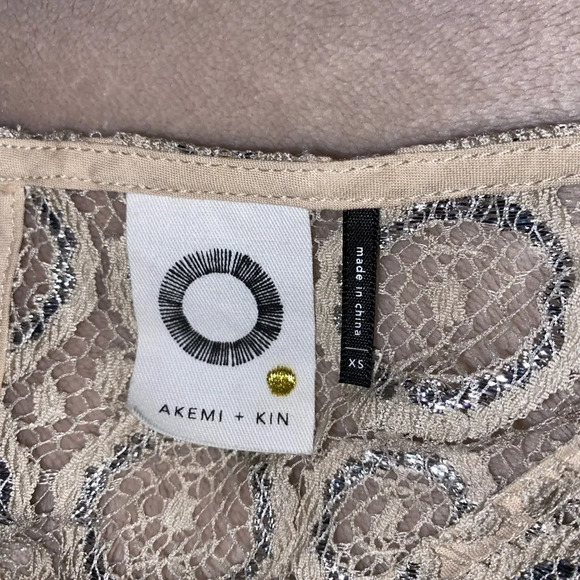 AKEMI + KIN
made in china
XS